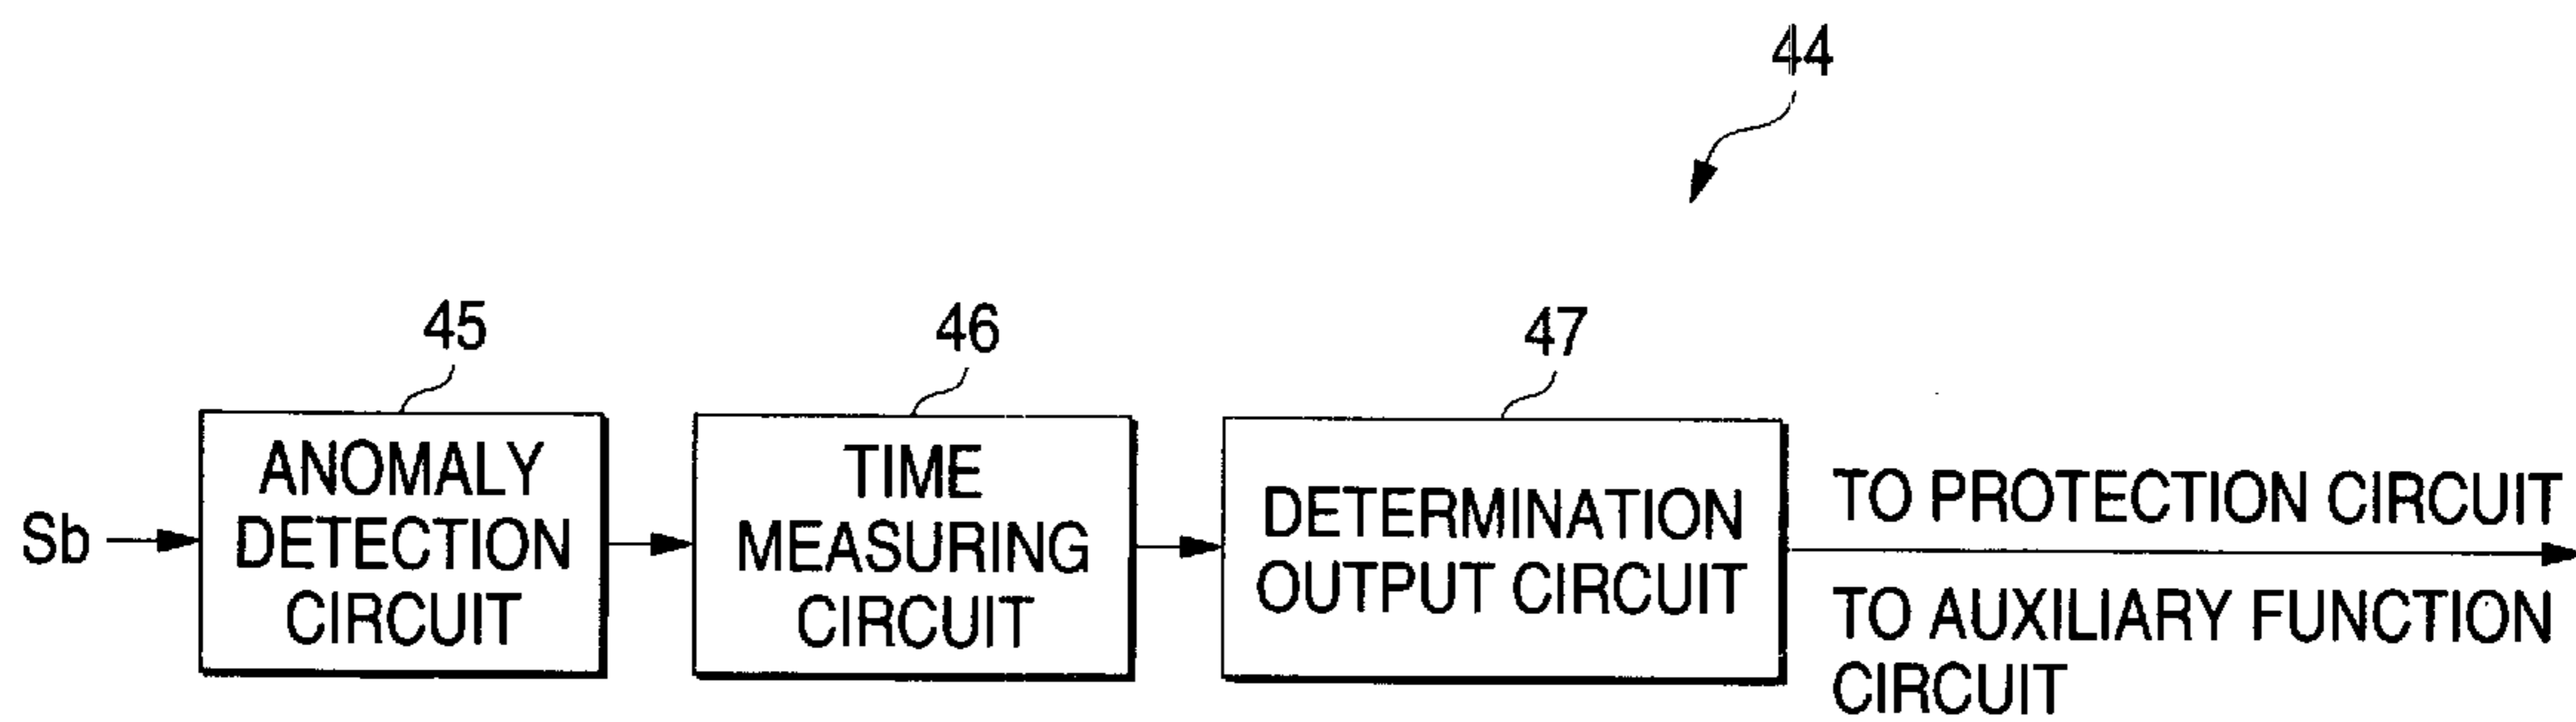 44
45
46
47
Sb
ANOMALY
DETECTION
CIRCUIT
TIME
MEASURING
CIRCUIT
DETERMINATION
OUTPUT CIRCUIT
TO PROTECTION CIRCUIT
TO AUXILIARY FUNCTION
CIRCUIT